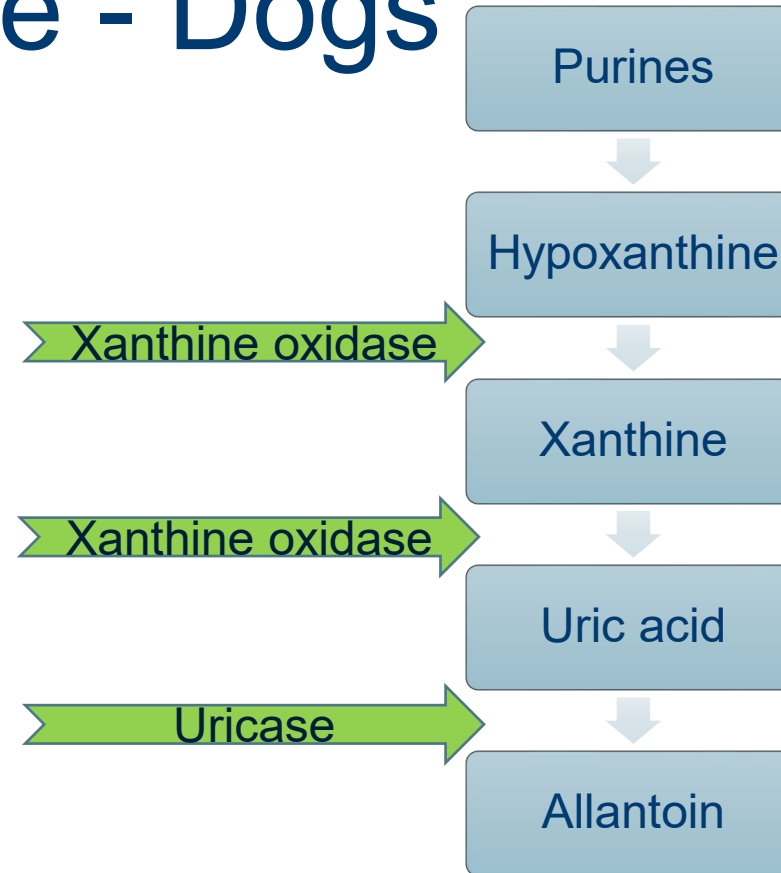 e - Dogs
Purines
Hypoxanthine
Xanthine oxidase
Xanthine
Xanthine oxidase
Uric acid
Uricase
Allantoin